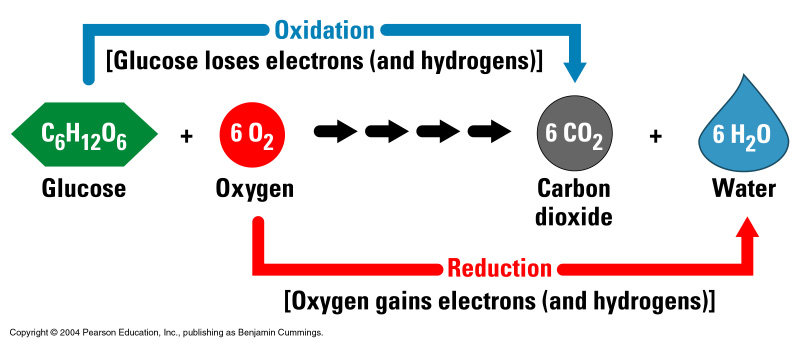 Oxidation
[Glucose loses electrons (and hydrogens)]
C₆H₁₂O₆ + 6 O₂ 6 CO₂ + 6 H₂O
Glucose Oxygen Carbon dioxide Water
Reduction
[Oxygen gains electrons (and hydrogens)]
Copyright © 2004 Pearson Education, Inc., publishing as Benjamin Cummings.